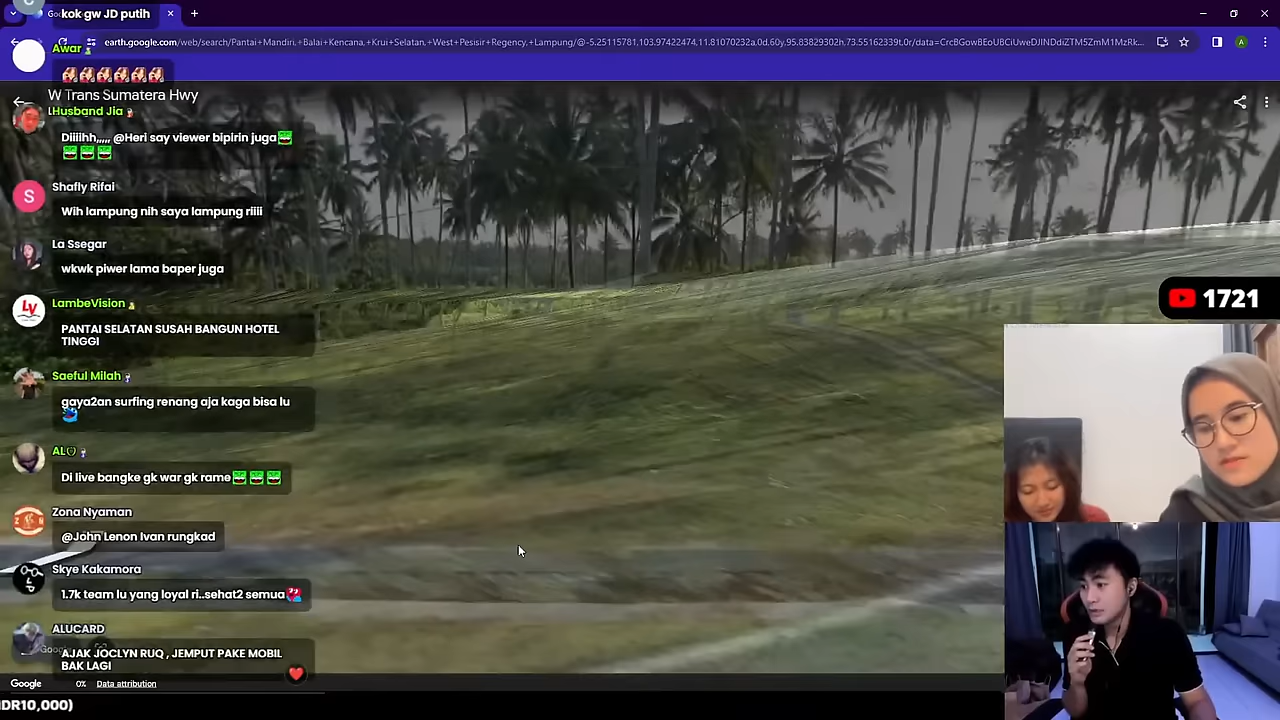 kok gw JD putih
Awar
earth.google.com/web/search/Pantai+Mandiri,+Balai+Kencana,+Krui+Selatan,+West+Pesisir+Regency,+Lampung/@-5.25115781,103.97422474,11.81070232a,0d,60y,95.83829302h,73.55162339t,0r/data=CrcBGowBEoUBCiUweDJlNDdiZTM5ZmM1MzRkc...
W Trans Sumatera Hwy
LHusband Jia
Diiiihh,,,,, @Heri say viewer bipirin juga
Shafly Rifai
S
Wih lampung nih saya lampung riiii
La Ssegar
wkwk piwer lama baper juga
LambeVision
LV
PANTAI SELATAN SUSAH BANGUN HOTEL
TINGGI
1721
Saeful Milah
gaya2an surfing renang aja kaga bisa lu
AL
Di live bangke gk war gk rame
Zona Nyaman
@John Lenon Ivan rungkad
Skye Kakamora
1.7k team lu yang loyal ri..sehat2 semua
ALUCARD
AJAK JOCLYN RUQ , JEMPUT PAKE MOBIL
BAK LAGI
Google
Google 0% Data attribution
DR10,000)